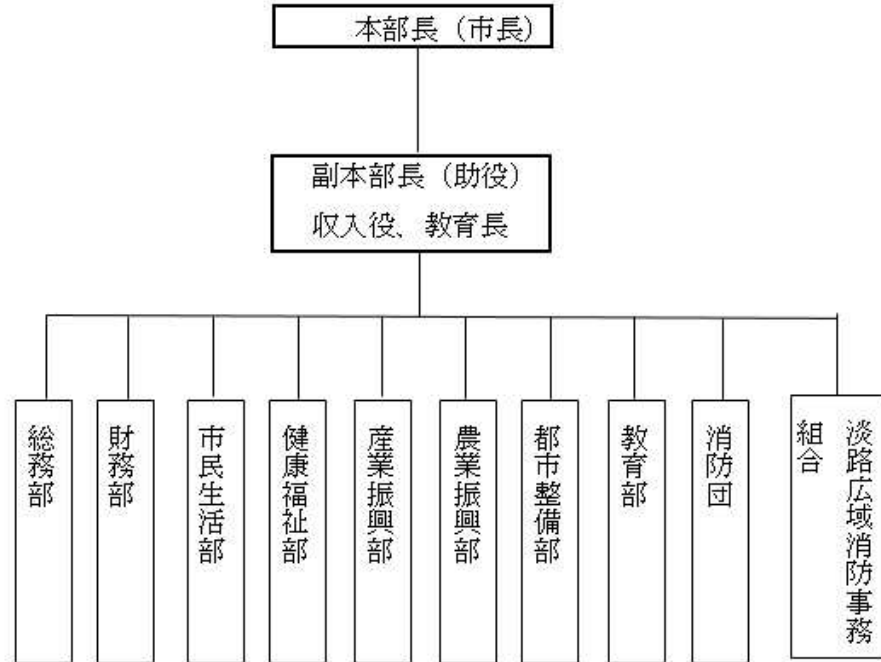 本部長（市長）
副本部長（助役）
収入役、教育長
総務部
財務部
市民生活部
健康福祉部
産業振興部
農業振興部
都市整備部
教育部
消防団
淡路広域消防事務
組合